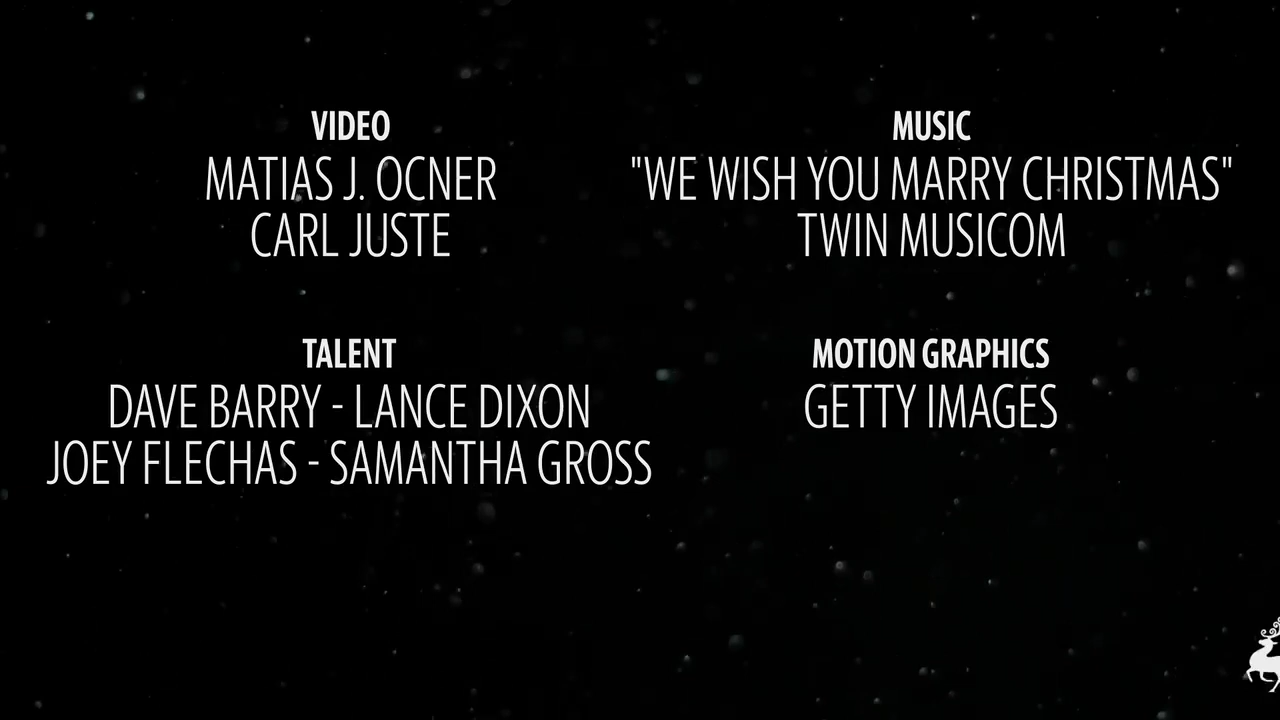 VIDEO
MATIAS J. OCNER
CARL JUSTE
MUSIC
"WE WISH YOU MARRY CHRISTMAS"
TWIN MUSICOM
TALENT
DAVE BARRY - LANCE DIXON
JOEY FLECHAS - SAMANTHA GROSS
MOTION GRAPHICS
GETTY IMAGES